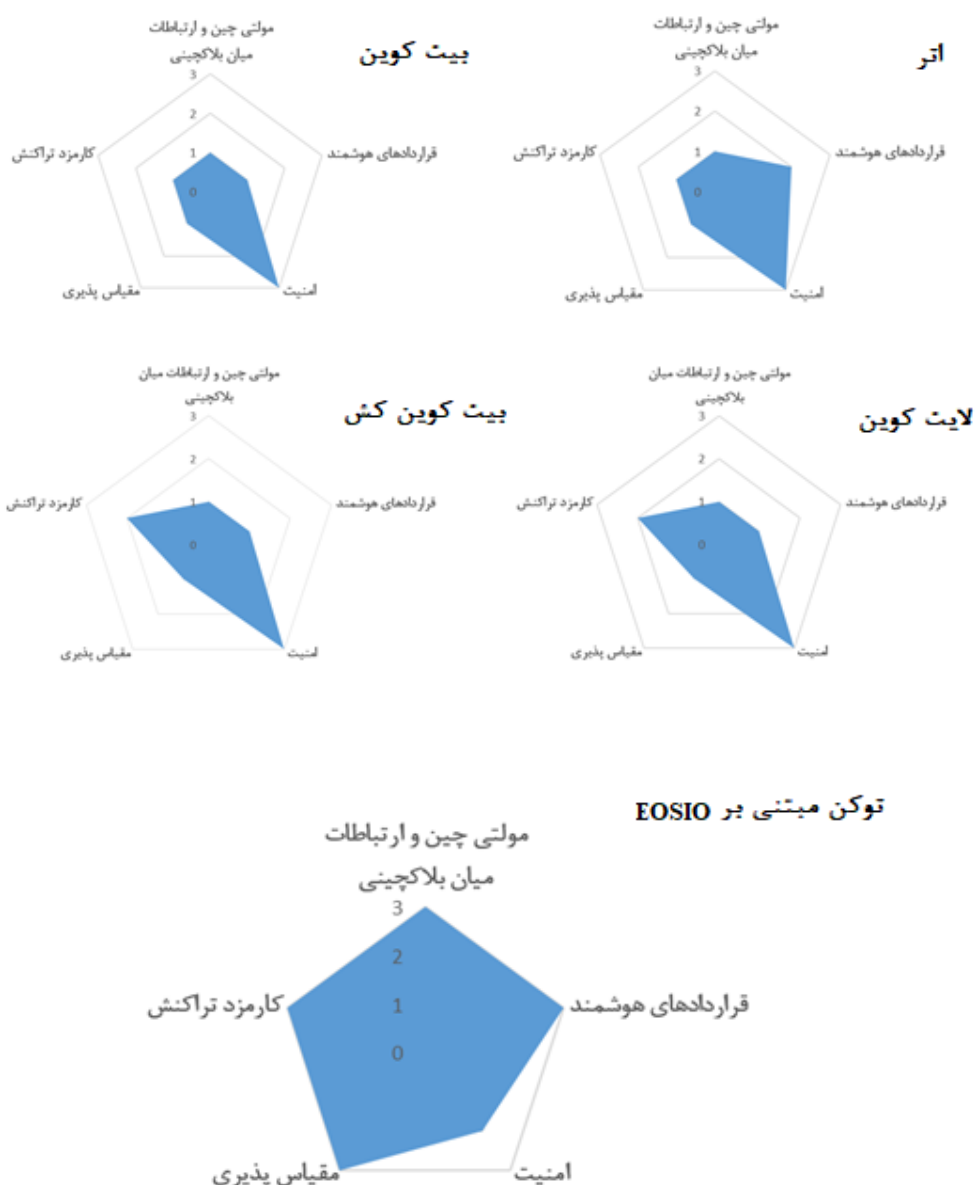 اتر
مولتی چین و ارتباطات
میان بلاکچینی
3
2
1
0
قراردادهای هوشمند
امنیت
مقیاس پذیری
کارمزد تراکنش
بیت کوین
مولتی چین و ارتباطات
میان بلاکچینی
3
2
1
0
قراردادهای هوشمند
امنیت
مقیاس پذیری
کارمزد تراکنش
لایت کوین
مولتی چین و ارتباطات میان
بلاکچینی
3
2
1
0
قراردادهای هوشمند
امنیت
مقیاس پذیری
کارمزد تراکنش
بیت کوین کش
مولتی چین و ارتباطات میان
بلاکچینی
3
2
1
0
قراردادهای هوشمند
امنیت
مقیاس پذیری
کارمزد تراکنش
توکن مبتنی بر EOSIO
مولتی چین و ارتباطات
میان بلاکچینی
3
2
1
0
قراردادهای هوشمند
امنیت
مقیاس پذیری
کارمزد تراکنش